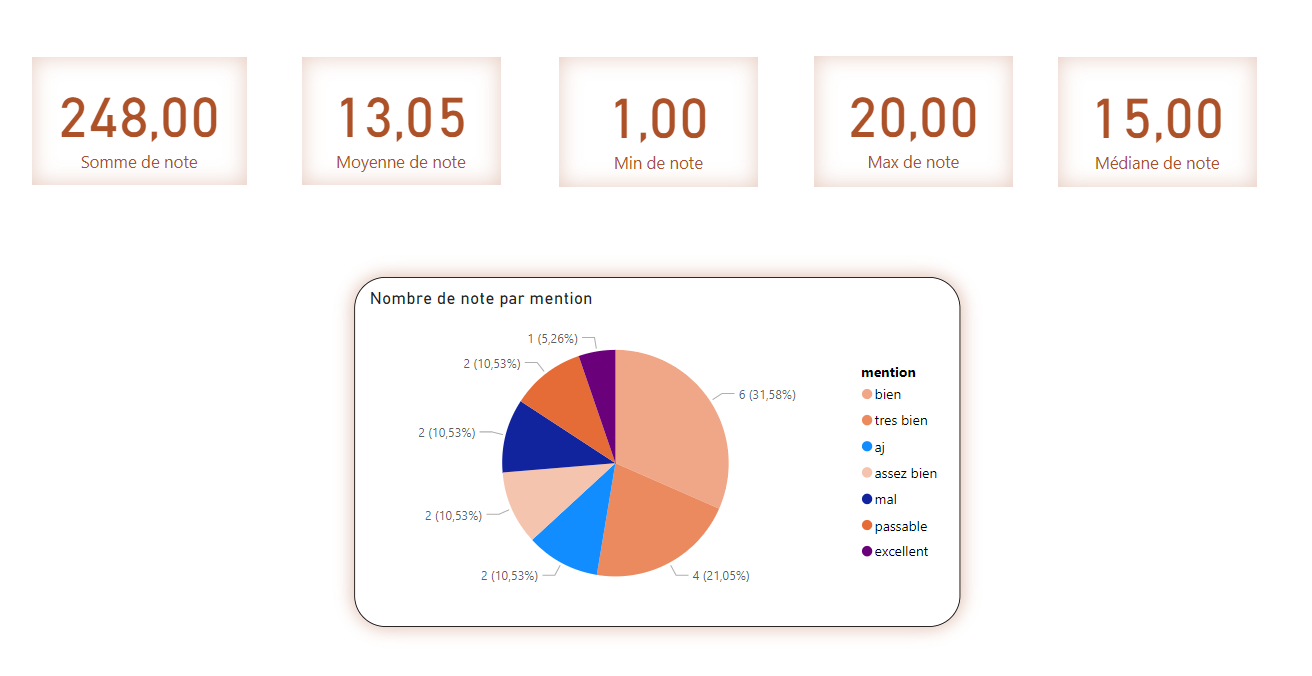 248,00
Somme de note
13,05
Moyenne de note
1,00
Min de note
20,00
Max de note
15,00
Médiane de note
Nombre de note par mention
1 (5,26%)
2 (10,53%)
6 (31,58%)
2 (10,53%)
2 (10,53%)
2 (10,53%)
4 (21,05%)
mention
bien
tres bien
aj
assez bien
mal
passable
excellent